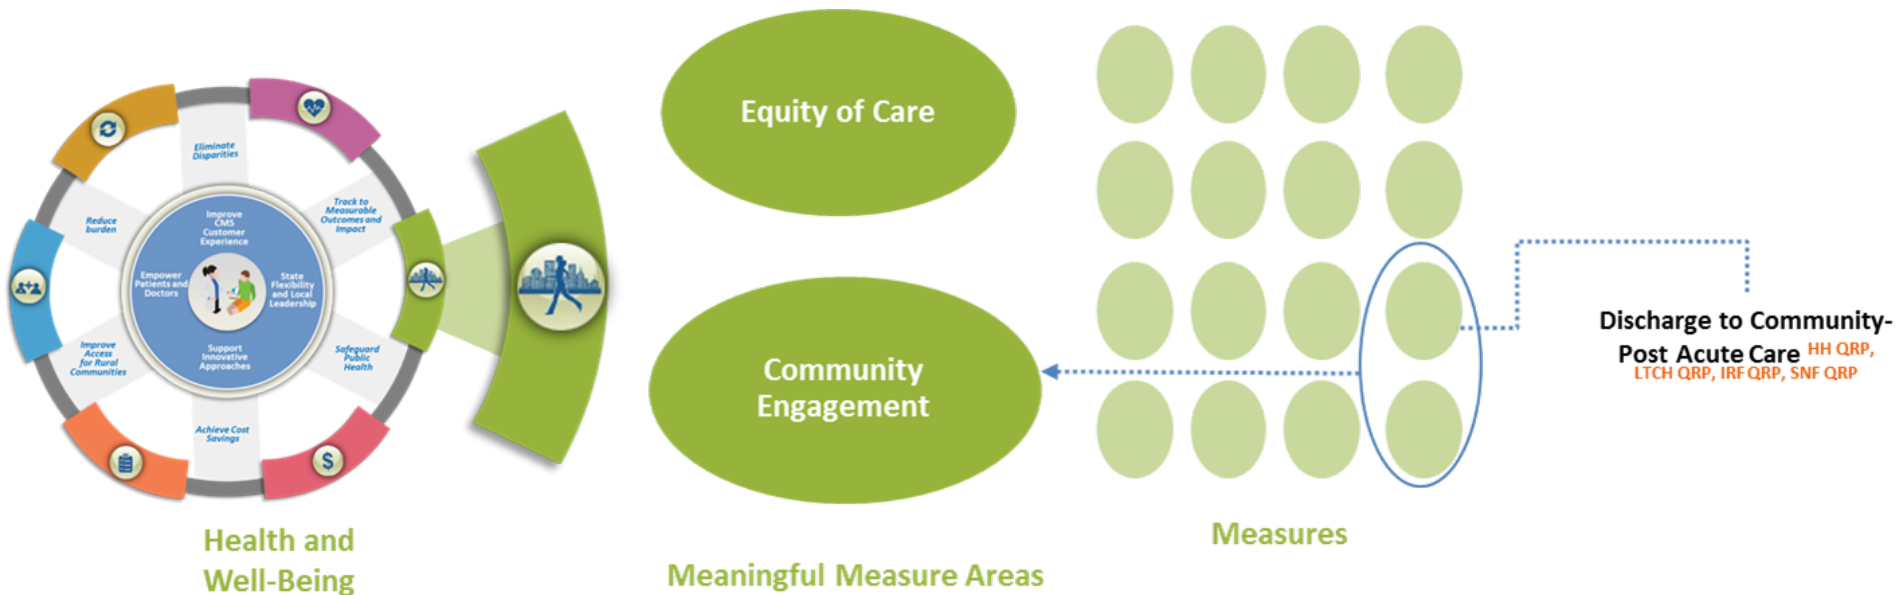 Eliminate
Disparities
Track to
Measurable
Outcomes and
Impact
Reduce
burden
Improve
CMS
Customer
Experience
Empower
Patients and
Doctors
State
Flexibility
and Local
Leadership
Support
Innovative
Approaches
Improve
Access
for Rural
Communities
Safeguard
Public
Health
Achieve Cost
Savings
$
Health and
Well-Being
Equity of Care
Community
Engagement
Meaningful Measure Areas
Measures
Discharge to Community-
Post Acute Care HH QRP,
LTCH QRP, IRF QRP, SNF QRP